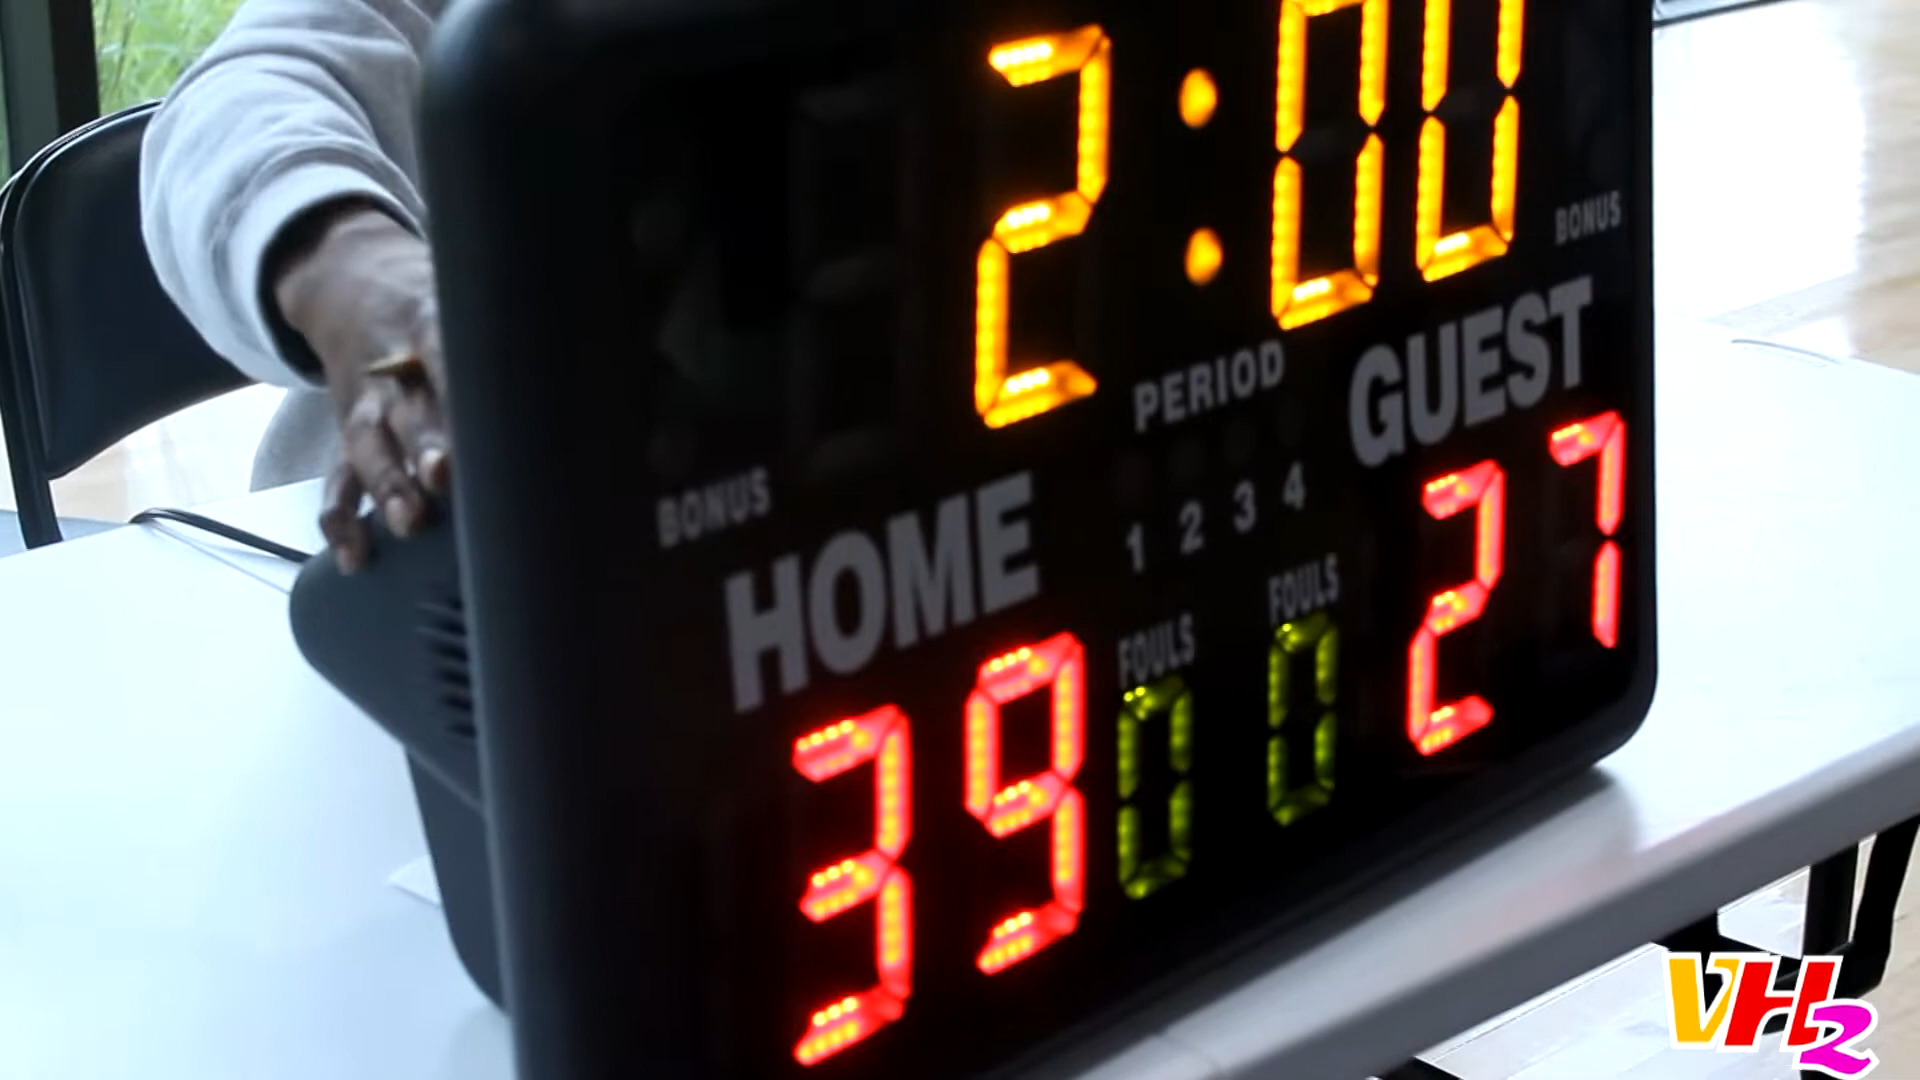 2:00
BONUS
PERIOD
GUEST
BONUS
HOME
1 2 3 4
27
FOULS
FOULS
39
0
0
VH2